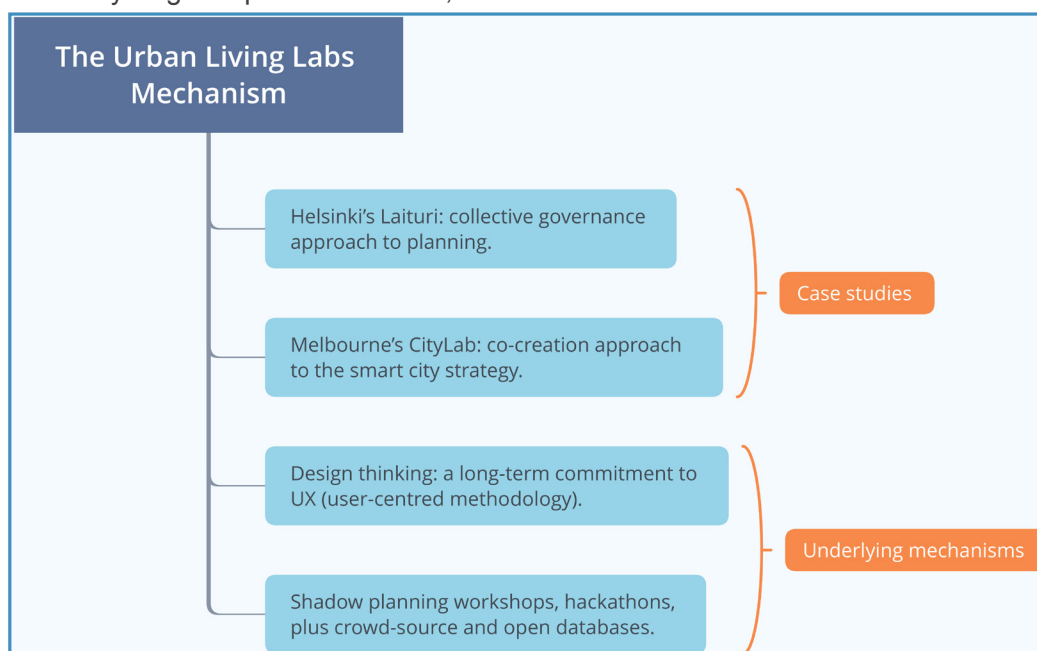 The Urban Living Labs
Mechanism
Helsinki’s Laituri: collective governance
approach to planning.
Case studies
Melbourne’s CityLab: co-creation approach
to the smart city strategy.
Design thinking: a long-term commitment to
UX (user-centred methodology).
Underlying mechanisms
Shadow planning workshops, hackathons,
plus crowd-source and open databases.